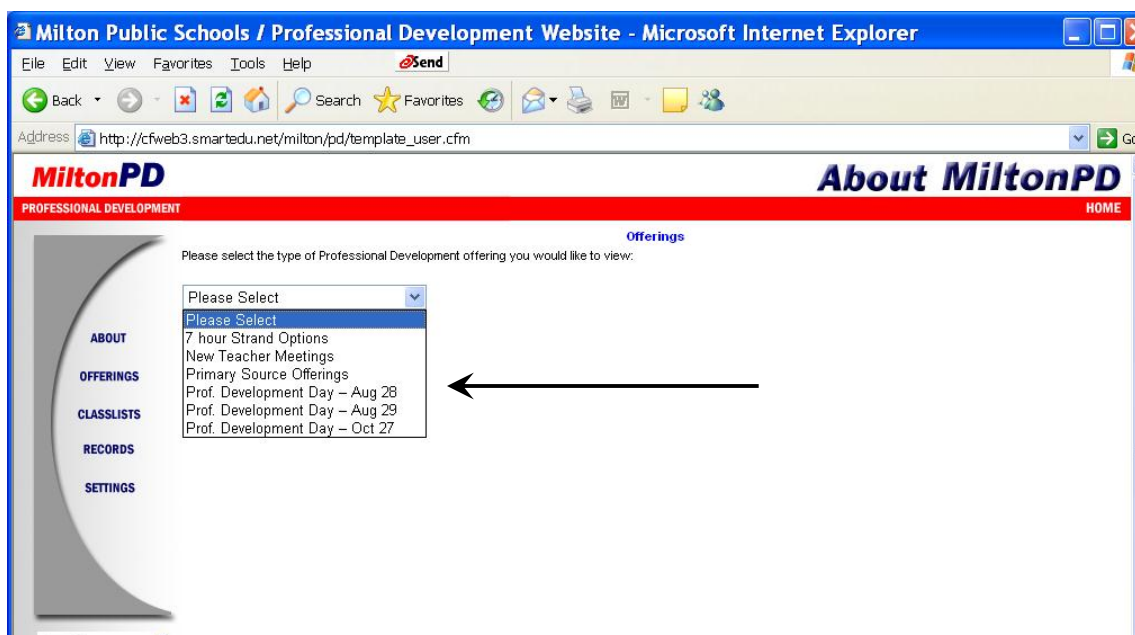 Milton Public Schools / Professional Development Website - Microsoft Internet Explorer
File Edit View Favorites Tools Help Send
Back Search Favorites
Address http://cfweb3.smartedu.net/milton/pd/template_user.cfm Go
MiltonPD About MiltonPD
PROFESSIONAL DEVELOPMENT HOME
Offerings
Please select the type of Professional Development offering you would like to view:
Please Select
Please Select
7 hour Strand Options
New Teacher Meetings
Primary Source Offerings
Prof. Development Day – Aug 28
Prof. Development Day – Aug 29
Prof. Development Day – Oct 27
ABOUT
OFFERINGS
CLASSLISTS
RECORDS
SETTINGS